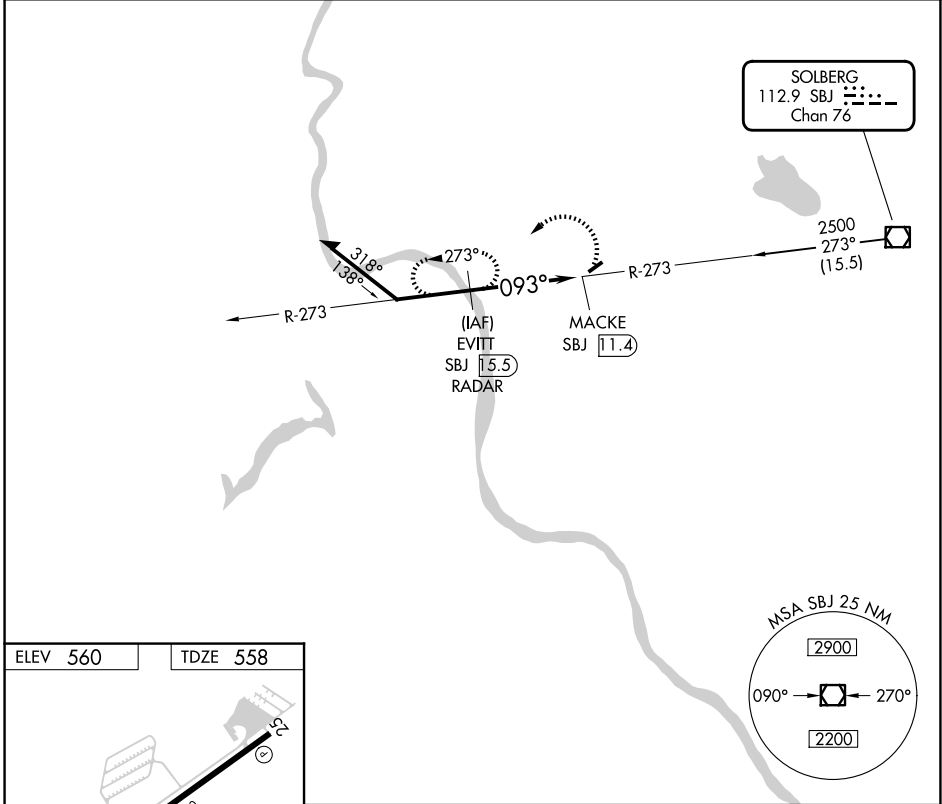 SOLBERG
112.9 SBJ
Chan 76
2500
273°
(15.5)
R-273
318°
138°
273°
093°
R-273
(IAF)
EVITT
SBJ 15.5
RADAR
MACKE
SBJ 11.4
MSA SBJ 25 NM
2900
090°
270°
2200
ELEV 560
TDZE 558
25
P